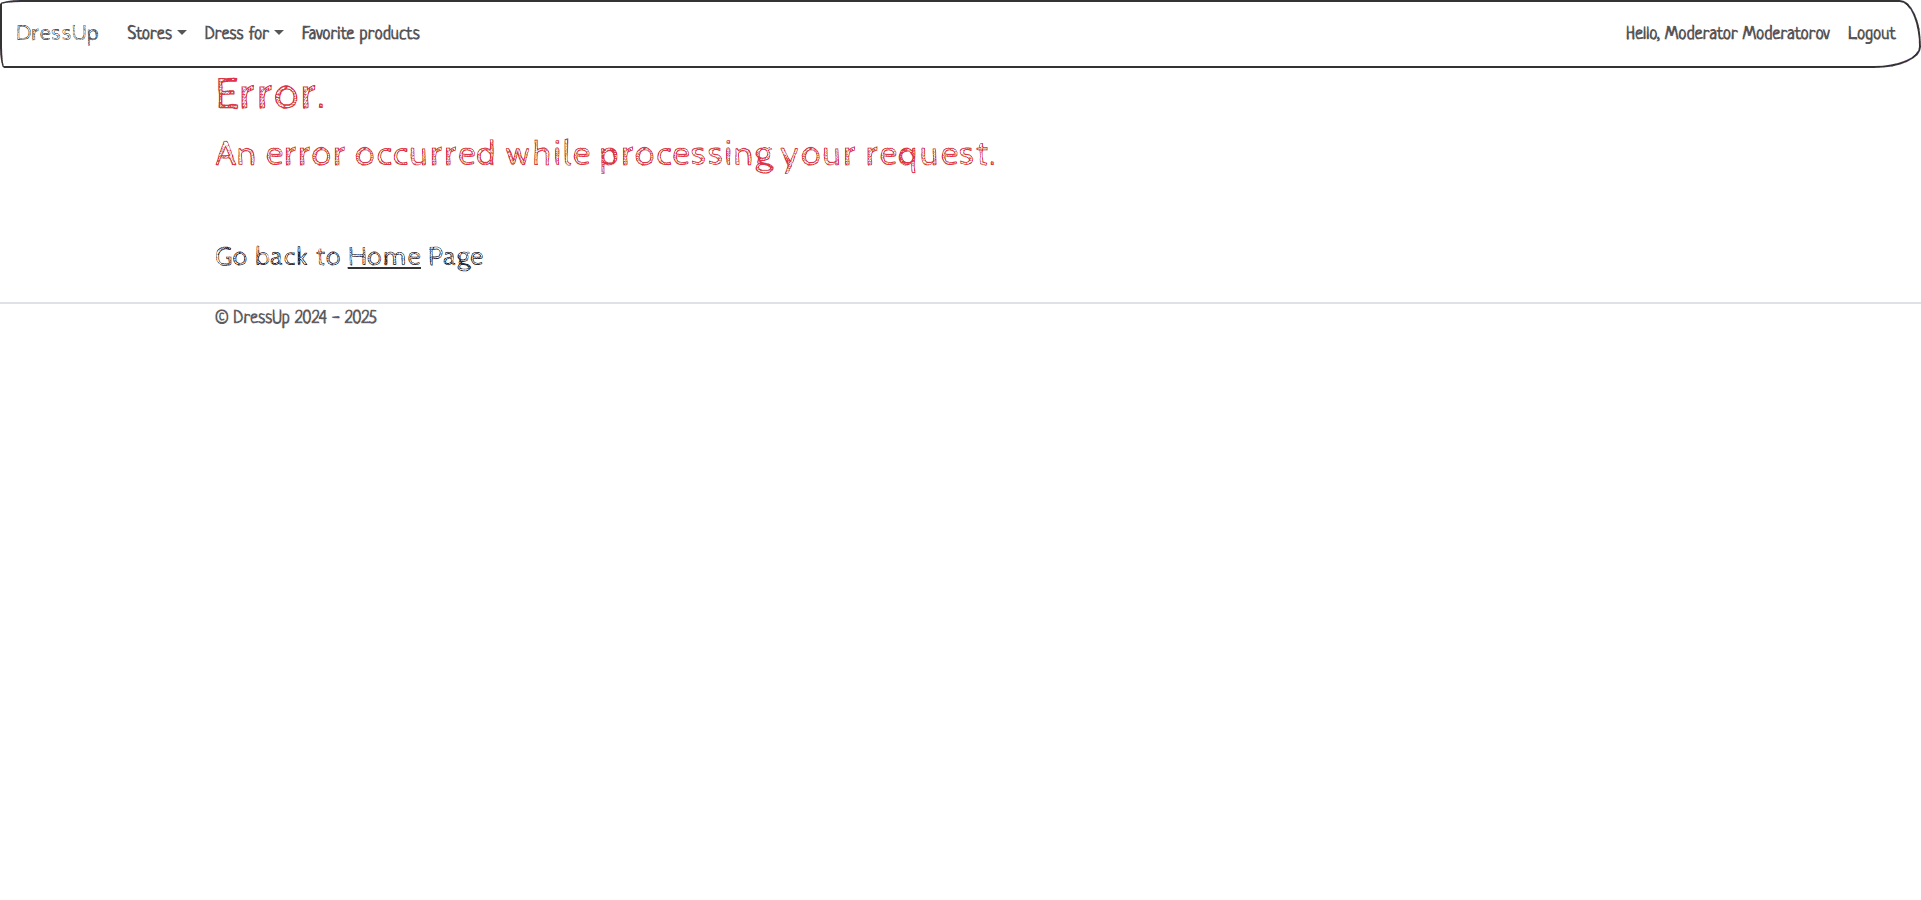 DressUp Stores Dress for Favorite products Hello, Moderator Moderatorov Logout
Error.
An error occurred while processing your request.
Go back to Home Page
© DressUp 2024 - 2025